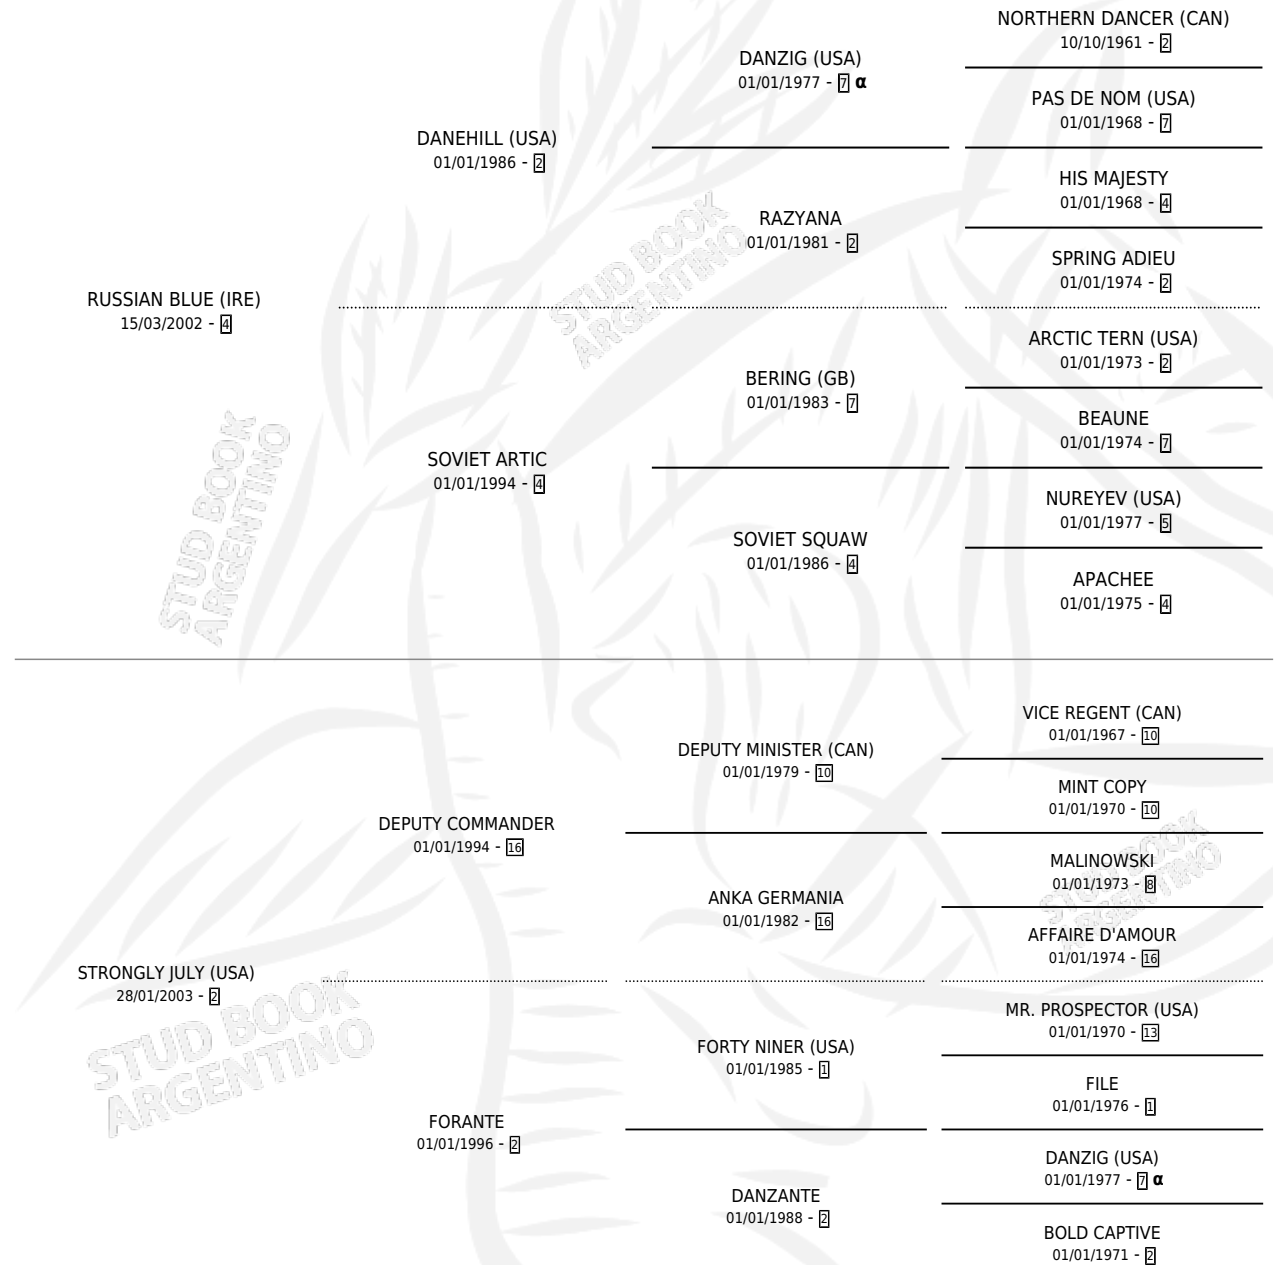 NORTHERN DANCER (CAN)
10/10/1961 - 2
DANZIG (USA)
01/01/1977 - 7 α
PAS DE NOM (USA)
01/01/1968 - 7
DANEHILL (USA)
01/01/1986 - 2
HIS MAJESTY
01/01/1968 - 4
RAZYANA
01/01/1981 - 2
SPRING ADIEU
01/01/1974 - 2
STUD BOOK
ARGENTINO
RUSSIAN BLUE (IRE)
15/03/2002 - 4
ARCTIC TERN (USA)
01/01/1973 - 2
BERING (GB)
01/01/1983 - 7
BEAUNE
01/01/1974 - 7
SOVIET ARTIC
01/01/1994 - 4
NUREYEV (USA)
01/01/1977 - 5
SOVIET SQUAW
01/01/1986 - 4
APACHEE
01/01/1975 - 4
STUD BOOK
ARGENTINO
VICE REGENT (CAN)
01/01/1967 - 10
DEPUTY MINISTER (CAN)
01/01/1979 - 10
MINT COPY
01/01/1970 - 10
DEPUTY COMMANDER
01/01/1994 - 16
MALINOWSKI
01/01/1973 - 8
ANKA GERMANIA
01/01/1982 - 16
AFFAIRE D'AMOUR
01/01/1974 - 16
STUD BOOK
ARGENTINO
STRONGLY JULY (USA)
28/01/2003 - 2
MR. PROSPECTOR (USA)
01/01/1970 - 13
FORTY NINER (USA)
01/01/1985 - 1
FILE
01/01/1976 - 1
STUD BOOK
ARGENTINO
FORANTE
01/01/1996 - 2
DANZIG (USA)
01/01/1977 - 7 α
DANZANTE
01/01/1988 - 2
BOLD CAPTIVE
01/01/1971 - 2